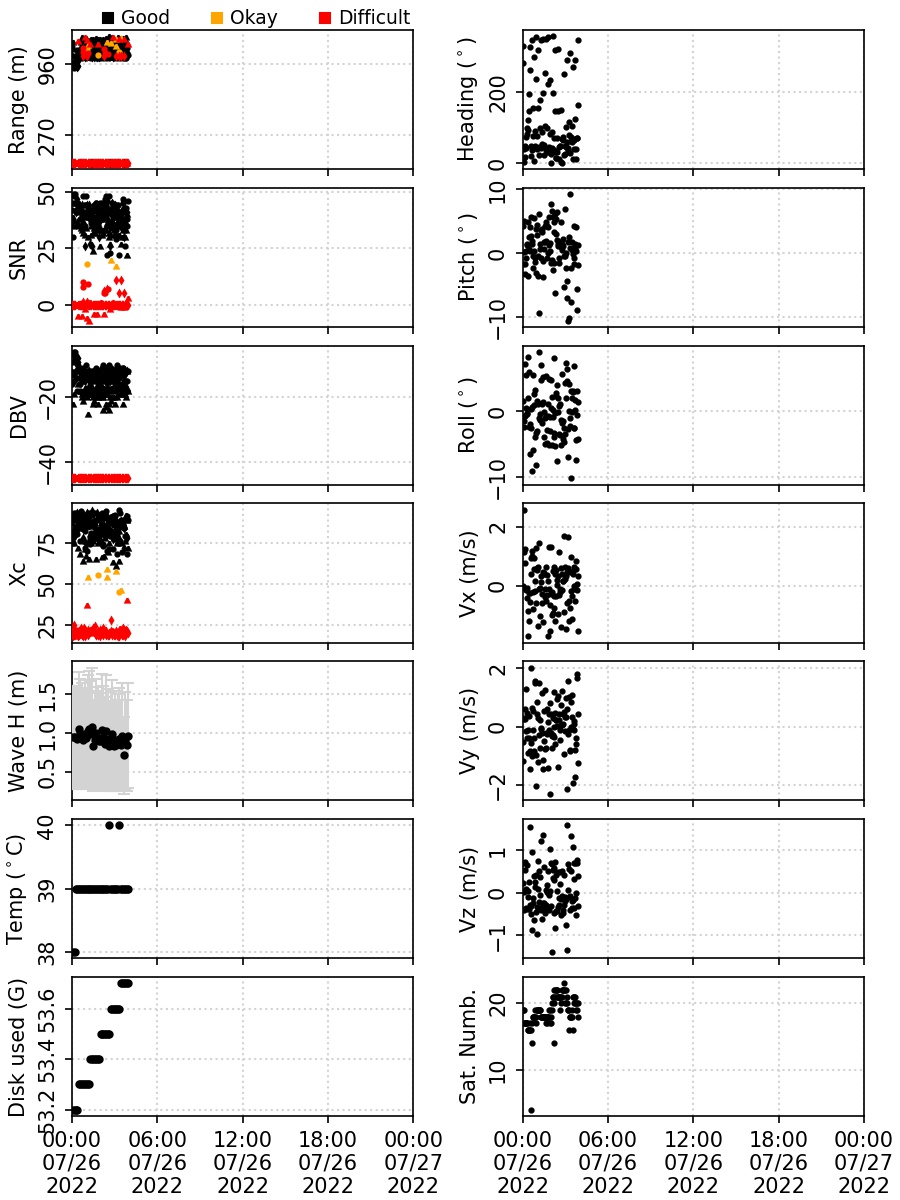 Good Okay Difficult
Range (m)
960
270
Heading (°)
200
0
SNR
50
25
0
Pitch (°)
10
0
−10
DBV
−20
−40
Roll (°)
0
−10
Xc
75
50
25
Vx (m/s)
2
0
Wave H (m)
1.5
1.0
0.5
Vy (m/s)
2
0
−2
Temp (°C)
40
39
38
Vz (m/s)
1
0
−1
Disk used (G)
53.6
53.4
53.2
Sat. Numb.
20
10
00:00 06:00 12:00 18:00 00:00
07/26 07/26 07/26 07/26 07/27
2022 2022 2022 2022 2022
00:00 06:00 12:00 18:00 00:00
07/26 07/26 07/26 07/26 07/27
2022 2022 2022 2022 2022